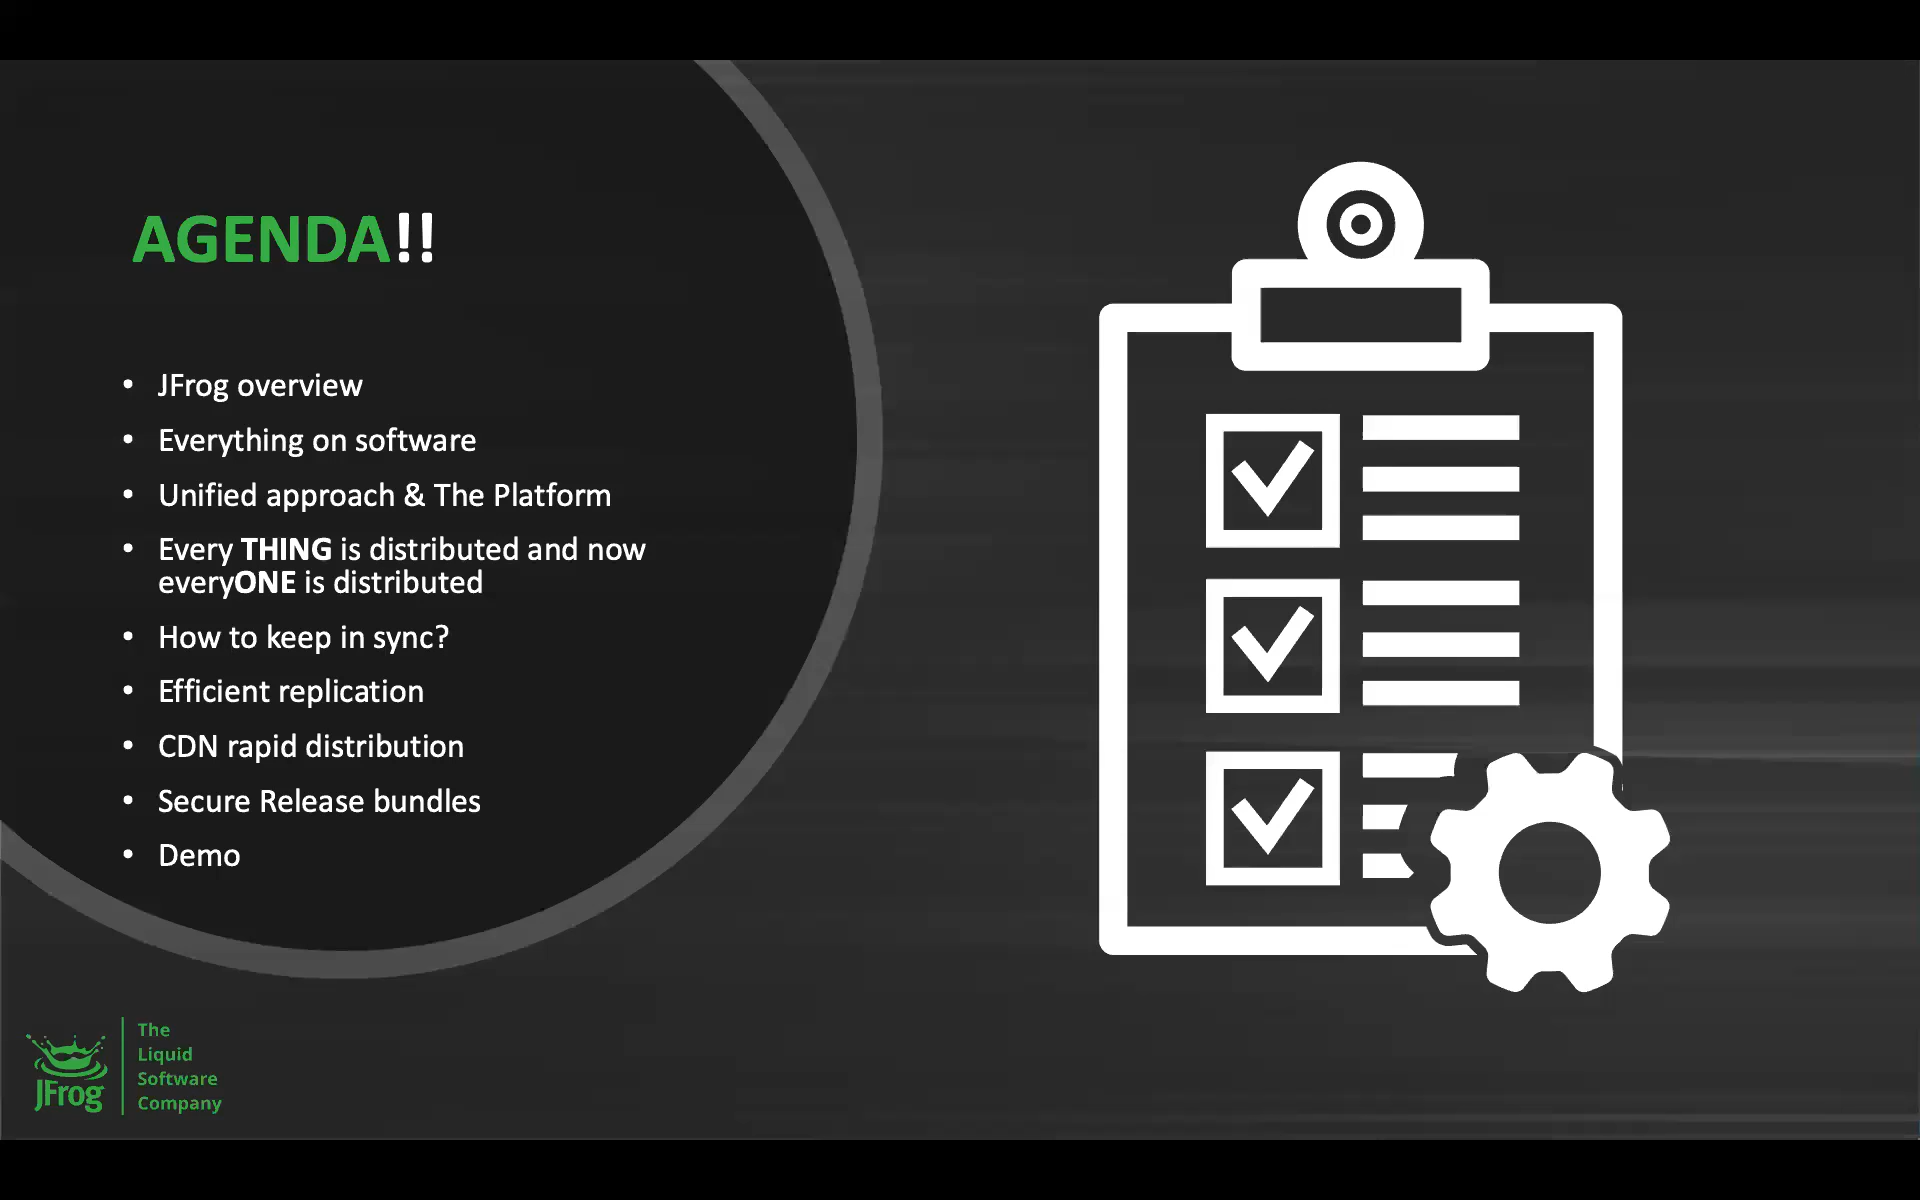 AGENDA!!
• JFrog overview
• Everything on software
• Unified approach & The Platform
• Every THING is distributed and now
everyONE is distributed
• How to keep in sync?
• Efficient replication
• CDN rapid distribution
• Secure Release bundles
• Demo
JFrog
The
Liquid
Software
Company